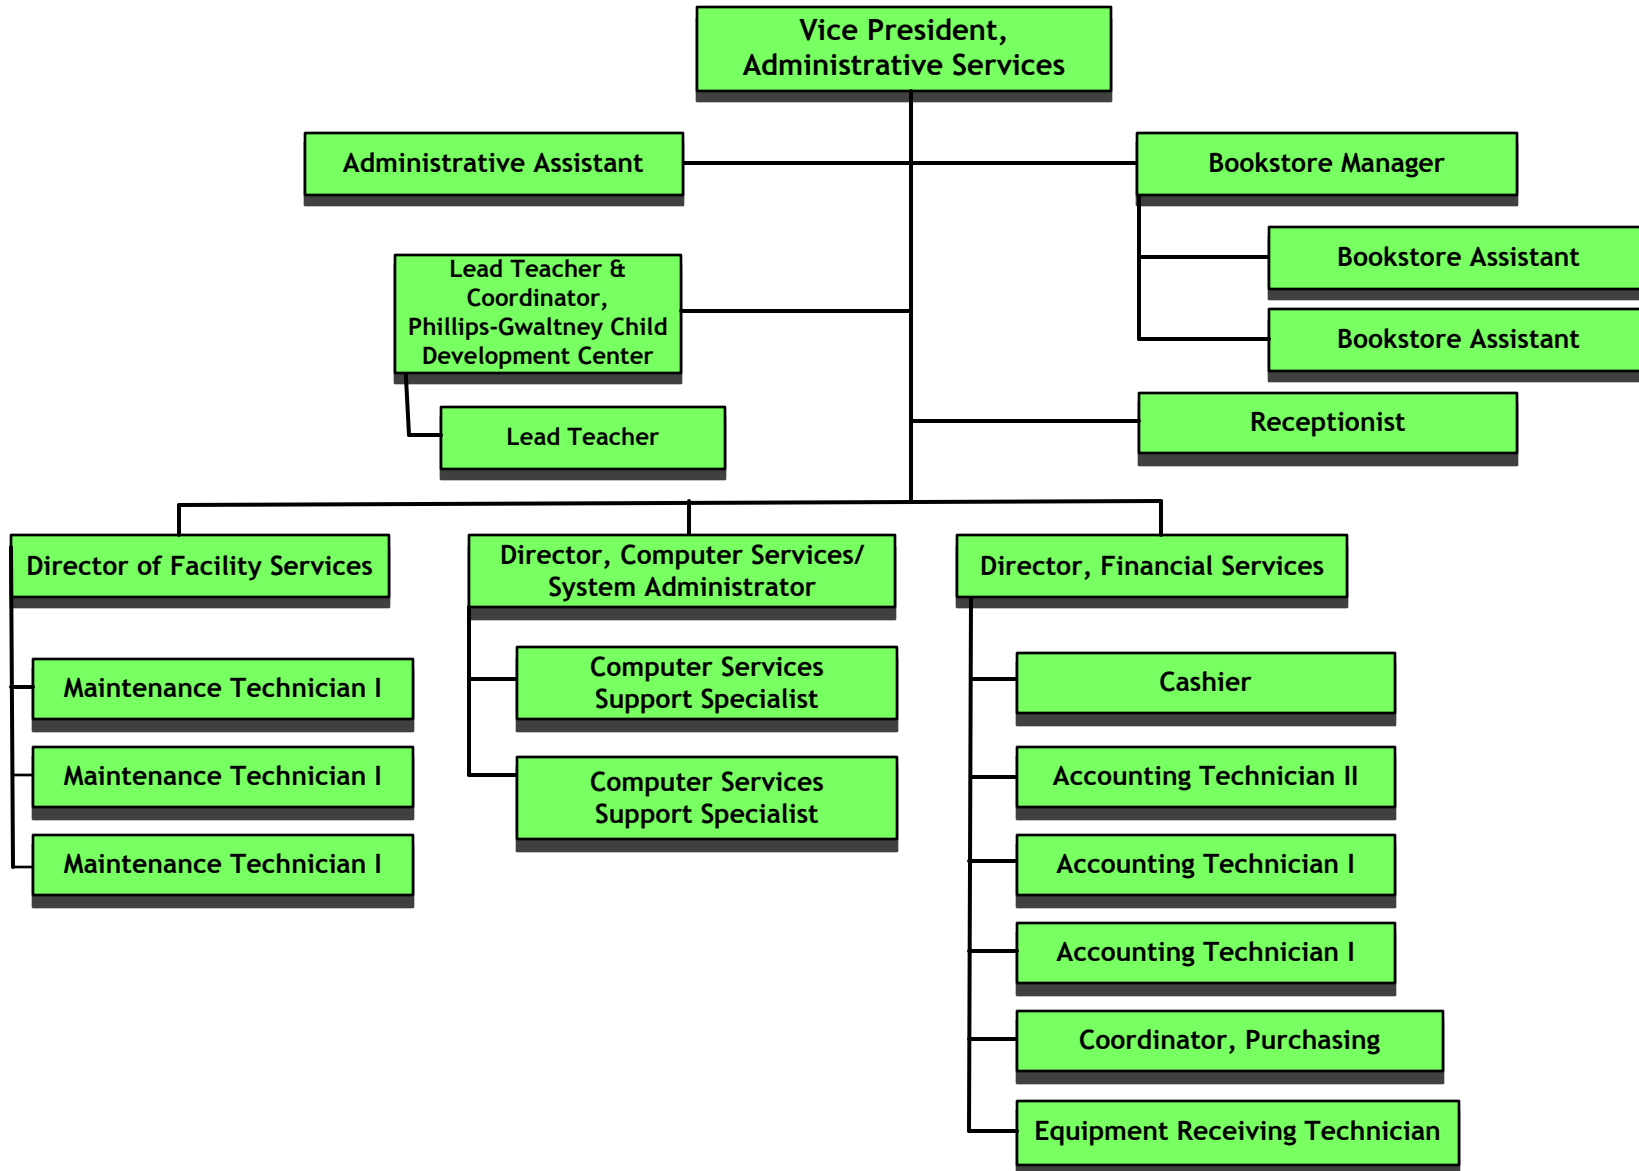 Vice President,
Administrative Services
Administrative Assistant
Bookstore Manager
Bookstore Assistant
Bookstore Assistant
Lead Teacher &
Coordinator,
Phillips-Gwaltney Child
Development Center
Lead Teacher
Receptionist
Director of Facility Services
Maintenance Technician I
Maintenance Technician I
Maintenance Technician I
Director, Computer Services/
System Administrator
Computer Services
Support Specialist
Computer Services
Support Specialist
Director, Financial Services
Cashier
Accounting Technician II
Accounting Technician I
Accounting Technician I
Coordinator, Purchasing
Equipment Receiving Technician